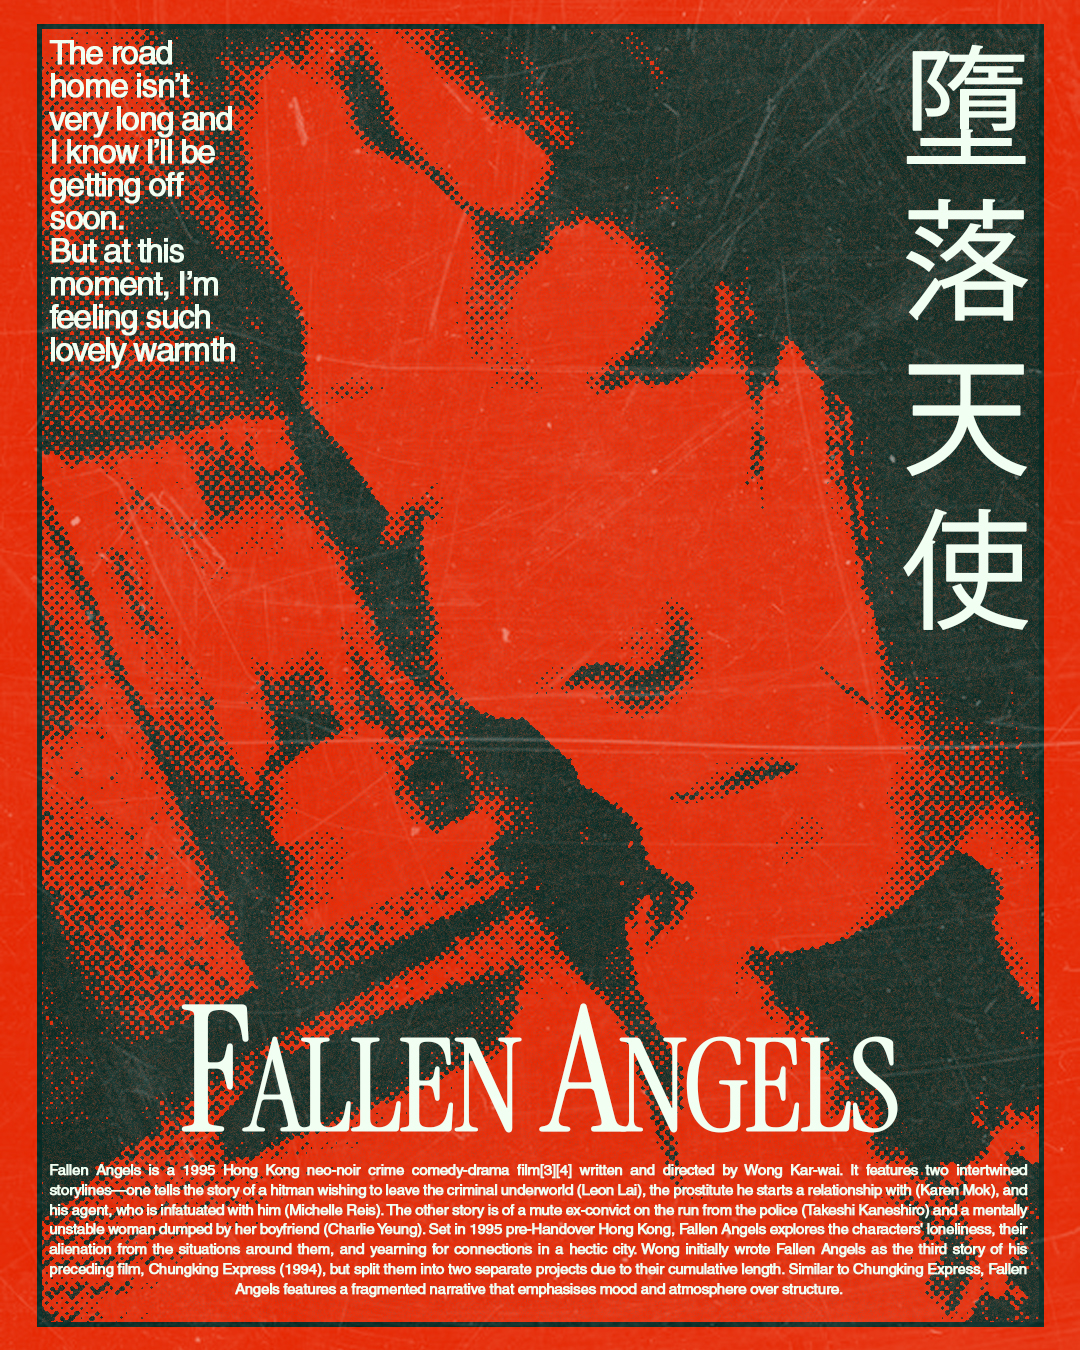 The road
home isn’t
very long and
I know I’ll be
getting off
soon.
But at this
moment, I’m
feeling such
lovely warmth
墮落天使
FALLEN ANGELS
Fallen Angels is a 1995 Hong Kong neo-noir crime comedy-drama film[3][4] written and directed by Wong Kar-wai. It features two intertwined
storylines—one tells the story of a hitman wishing to leave the criminal underworld (Leon Lai), the prostitute he starts a relationship with (Karen Mok), and
his agent, who is infatuated with him (Michelle Reis). The other story is of a mute ex-convict on the run from the police (Takeshi Kaneshiro) and a mentally
unstable woman dumped by her boyfriend (Charlie Yeung). Set in 1995 pre-Handover Hong Kong, Fallen Angels explores the characters' loneliness, their
alienation from the situations around them, and yearning for connections in a hectic city. Wong initially wrote Fallen Angels as the third story of his
preceding film, Chungking Express (1994), but split them into two separate projects due to their cumulative length. Similar to Chungking Express, Fallen
Angels features a fragmented narrative that emphasises mood and atmosphere over structure.